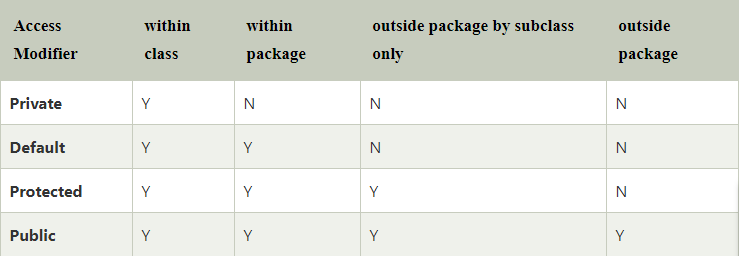 Access Modifier within class within package outside package by subclass only outside package
Private Y N N N
Default Y Y N N
Protected Y Y Y N
Public Y Y Y Y